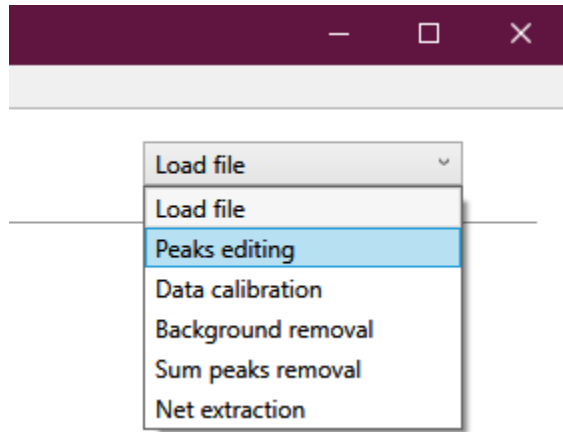 Load file
Load file
Peaks editing
Data calibration
Background removal
Sum peaks removal
Net extraction